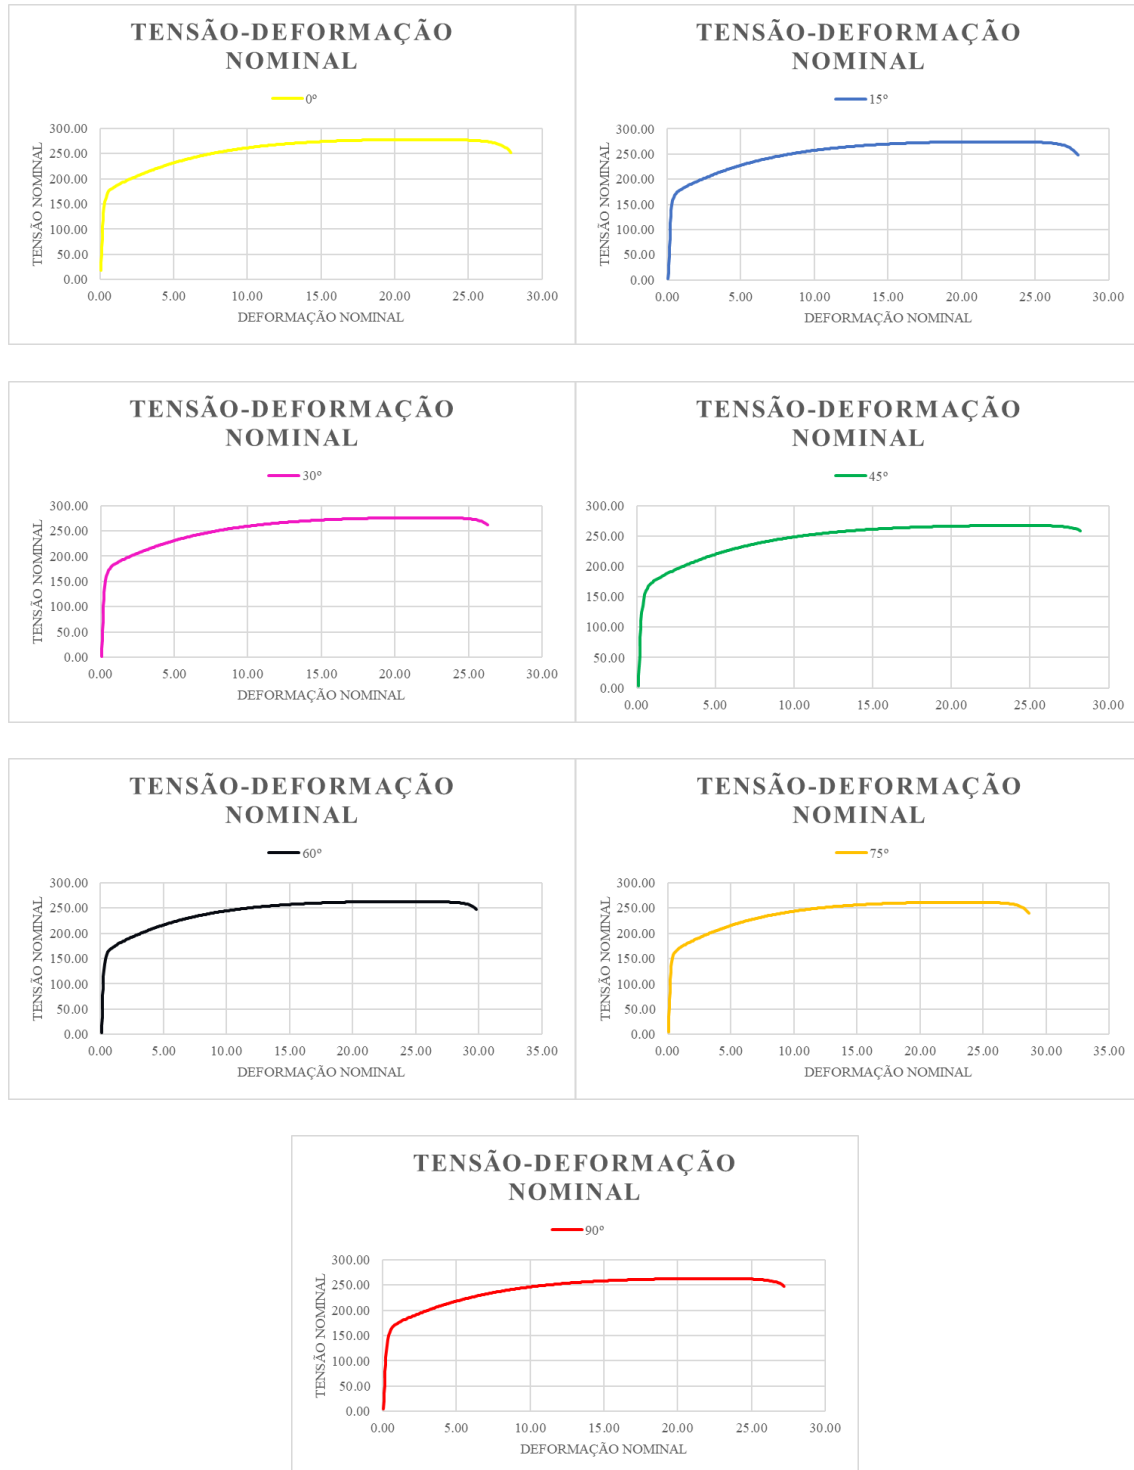 TENSÃO-DEFORMAÇÃO
NOMINAL
0º
TENSÃO NOMINAL
300.00
250.00
200.00
150.00
100.00
50.00
0.00
0.00 5.00 10.00 15.00 20.00 25.00 30.00
DEFORMAÇÃO NOMINAL
TENSÃO-DEFORMAÇÃO
NOMINAL
15º
TENSÃO NOMINAL
300.00
250.00
200.00
150.00
100.00
50.00
0.00
0.00 5.00 10.00 15.00 20.00 25.00 30.00
DEFORMAÇÃO NOMINAL
TENSÃO-DEFORMAÇÃO
NOMINAL
30º
TENSÃO NOMINAL
300.00
250.00
200.00
150.00
100.00
50.00
0.00
0.00 5.00 10.00 15.00 20.00 25.00 30.00
DEFORMAÇÃO NOMINAL
TENSÃO-DEFORMAÇÃO
NOMINAL
45º
300.00
250.00
200.00
150.00
100.00
50.00
0.00
0.00 5.00 10.00 15.00 20.00 25.00 30.00
TENSÃO-DEFORMAÇÃO
NOMINAL
60º
TENSÃO NOMINAL
300.00
250.00
200.00
150.00
100.00
50.00
0.00
0.00 5.00 10.00 15.00 20.00 25.00 30.00 35.00
DEFORMAÇÃO NOMINAL
TENSÃO-DEFORMAÇÃO
NOMINAL
75º
TENSÃO NOMINAL
300.00
250.00
200.00
150.00
100.00
50.00
0.00
0.00 5.00 10.00 15.00 20.00 25.00 30.00 35.00
DEFORMAÇÃO NOMINAL
TENSÃO-DEFORMAÇÃO
NOMINAL
90º
TENSÃO NOMINAL
300.00
250.00
200.00
150.00
100.00
50.00
0.00
0.00 5.00 10.00 15.00 20.00 25.00 30.00
DEFORMAÇÃO NOMINAL